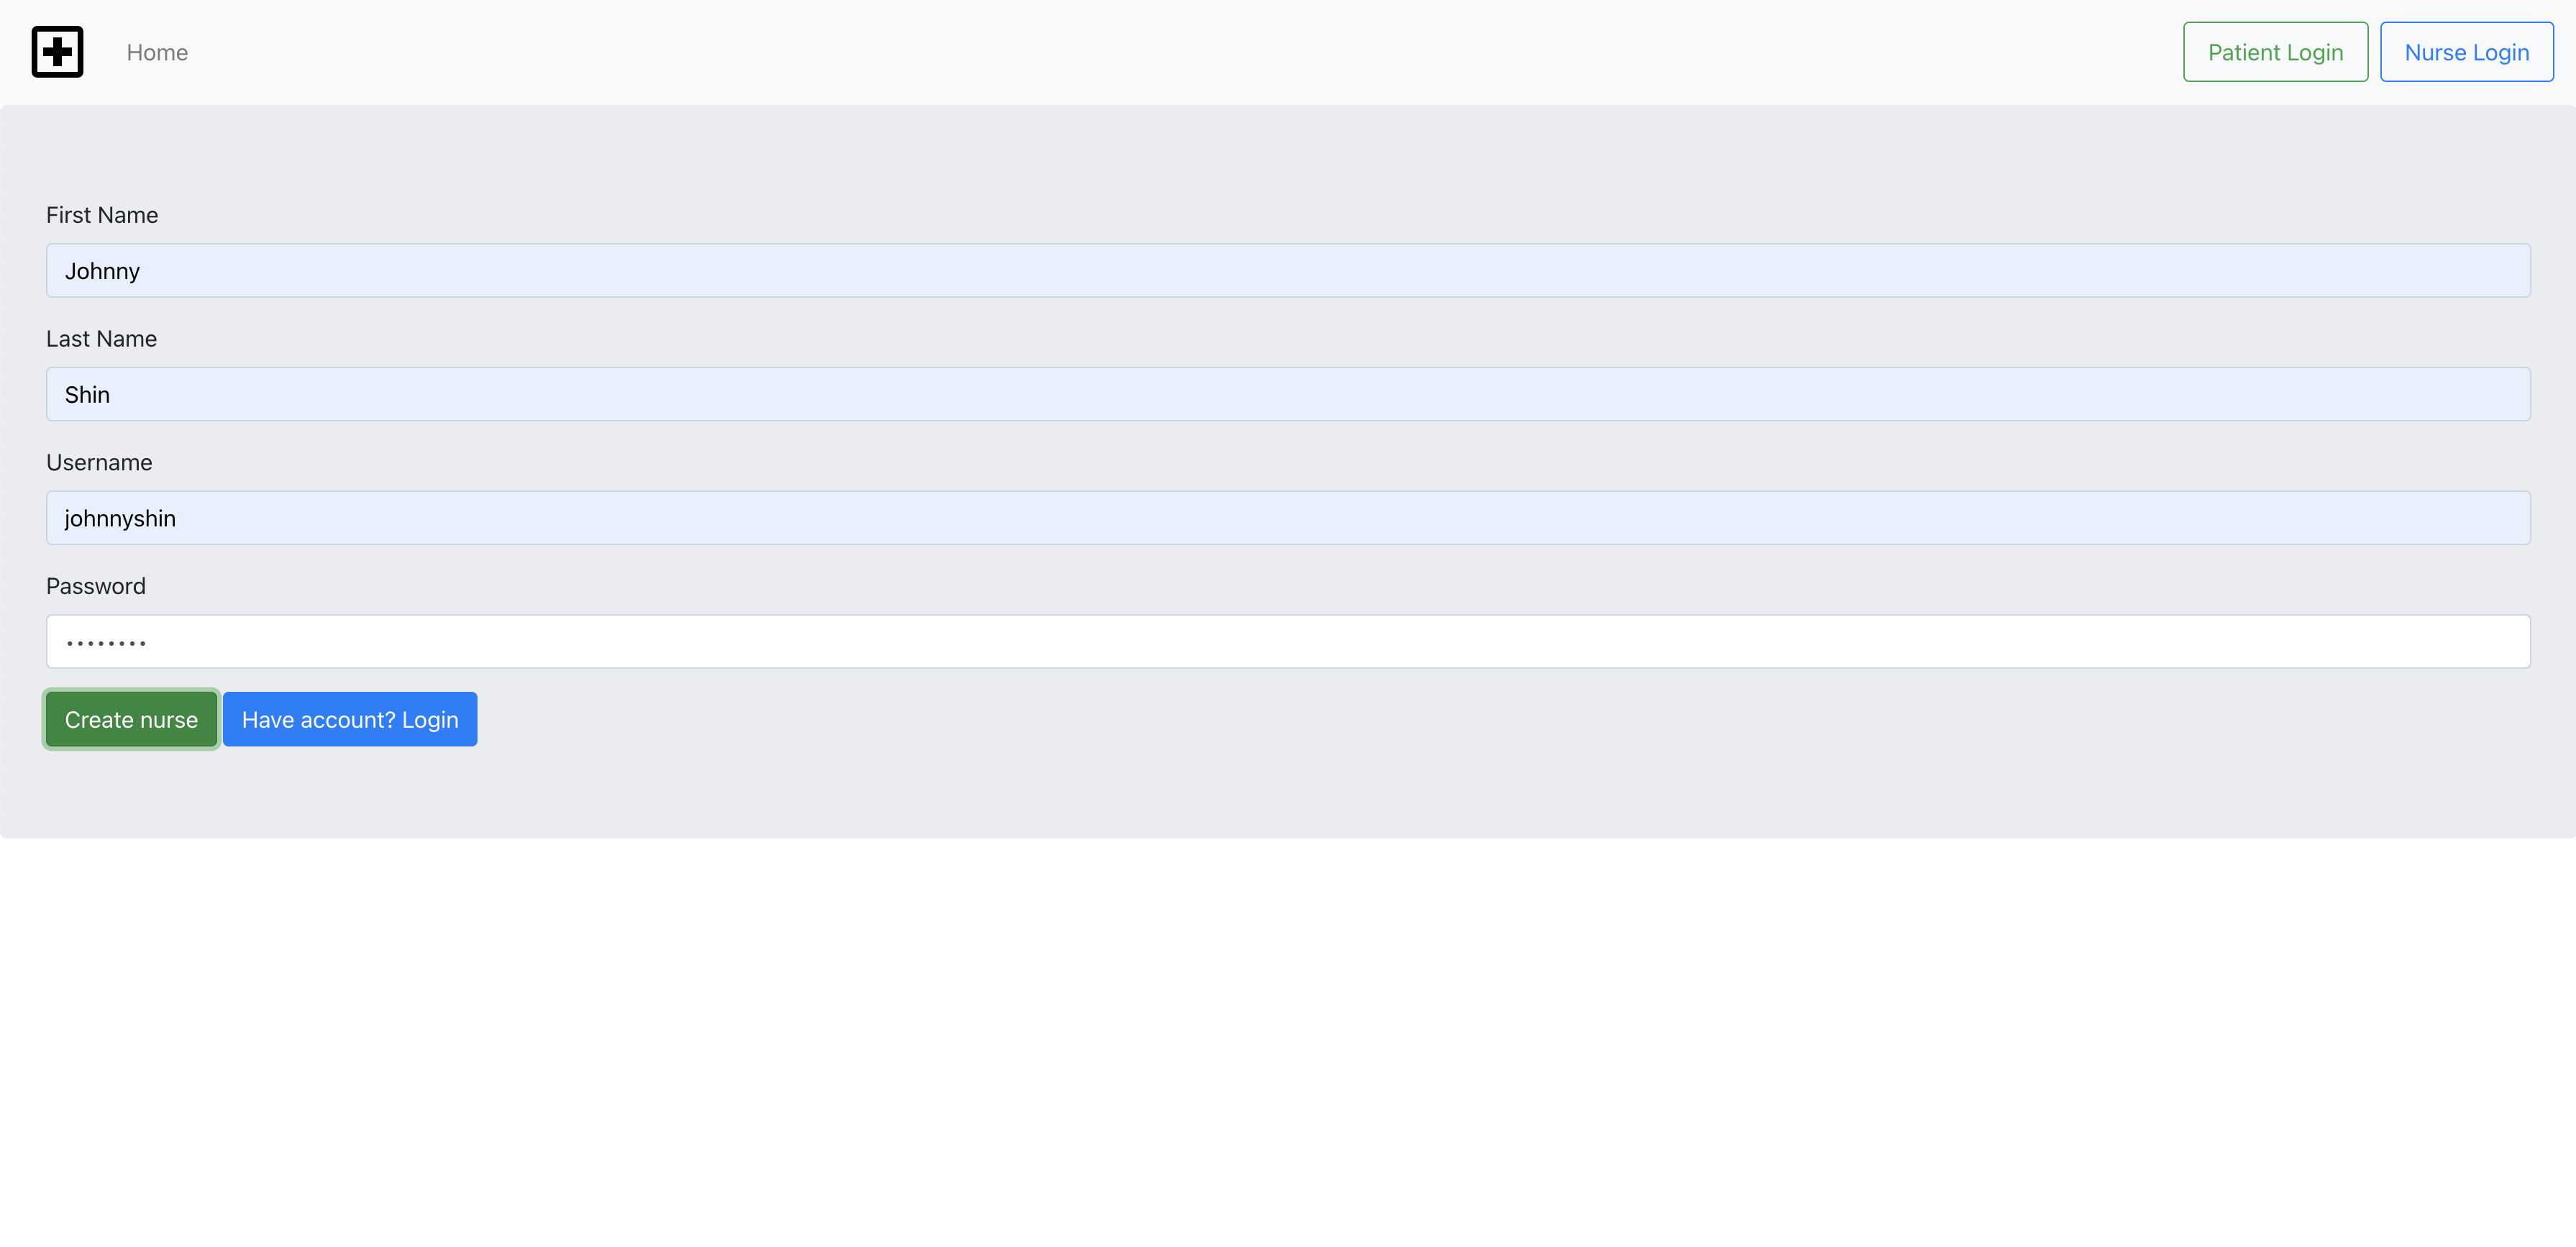 Home
Patient Login
Nurse Login
First Name
Johnny
Last Name
Shin
Username
johnnyshin
Password
••••••••
Create nurse
Have account? Login